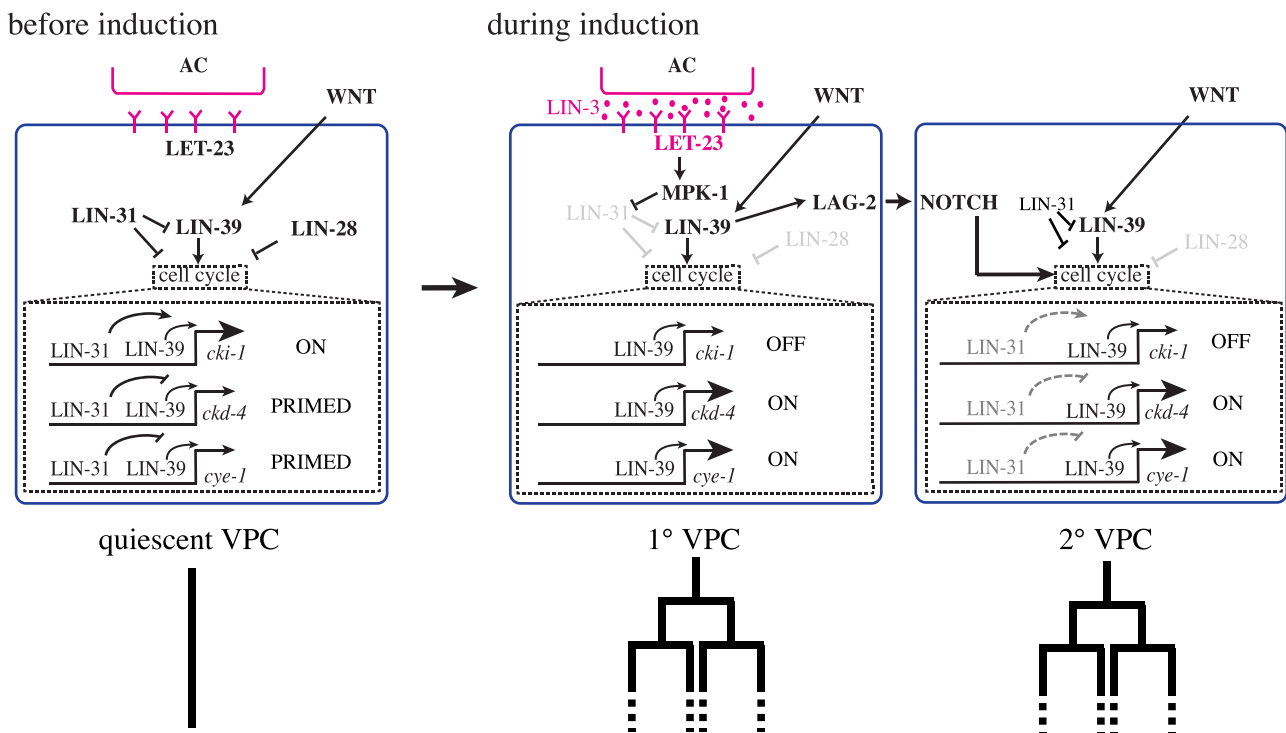 before induction
AC
WNT
LET-23
LIN-31
LIN-39
LIN-28
cell cycle
LIN-31 LIN-39 cki-1 ON
LIN-31 LIN-39 ckd-4 PRIMED
LIN-31 LIN-39 cye-1 PRIMED
quiescent VPC
during induction
AC
LIN-3
WNT
LET-23
MPK-1
LIN-31
LIN-39
LAG-2
LIN-28
cell cycle
LIN-39 cki-1 OFF
LIN-39 ckd-4 ON
LIN-39 cye-1 ON
1° VPC
WNT
NOTCH
LIN-31
LIN-39
LIN-28
cell cycle
LIN-31 LIN-39 cki-1 OFF
LIN-31 LIN-39 ckd-4 ON
LIN-31 LIN-39 cye-1 ON
2° VPC